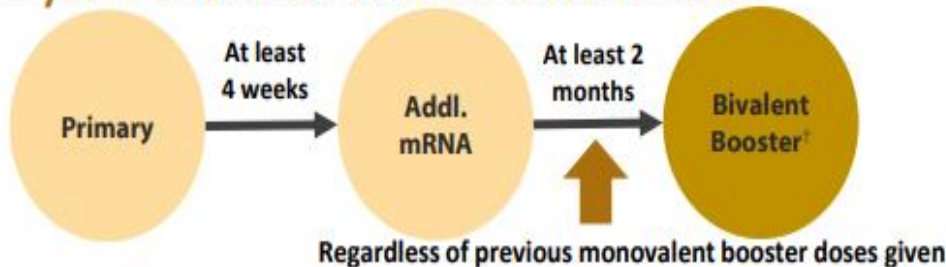 Primary
At least
4 weeks
Addl.
mRNA
At least 2
months
Bivalent
Booster†
Regardless of previous monovalent booster doses given